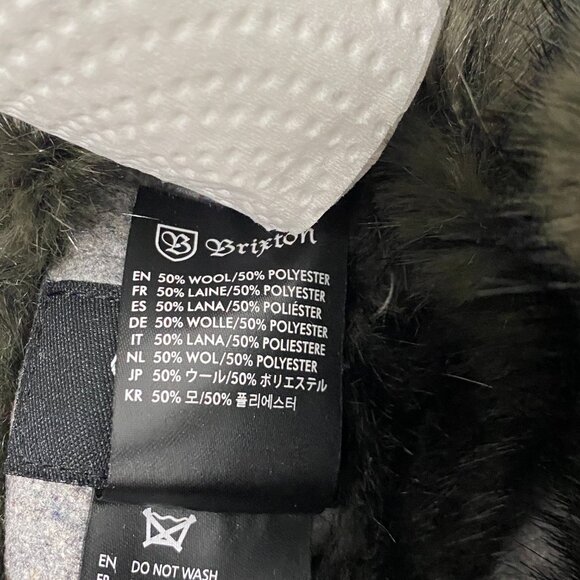 B Brixton
EN 50% WOOL/50% POLYESTER
FR 50% LAINE/50% POLYESTER
ES 50% LANA/50% POLIÉSTER
DE 50% WOLLE/50% POLYESTER
IT 50% LANA/50% POLIESTERE
NL 50% WOL/50% POLYESTER
JP 50% ウール/50% ポリエステル
KR 50% 모/50% 폴리에스터
EN DO NOT WASH